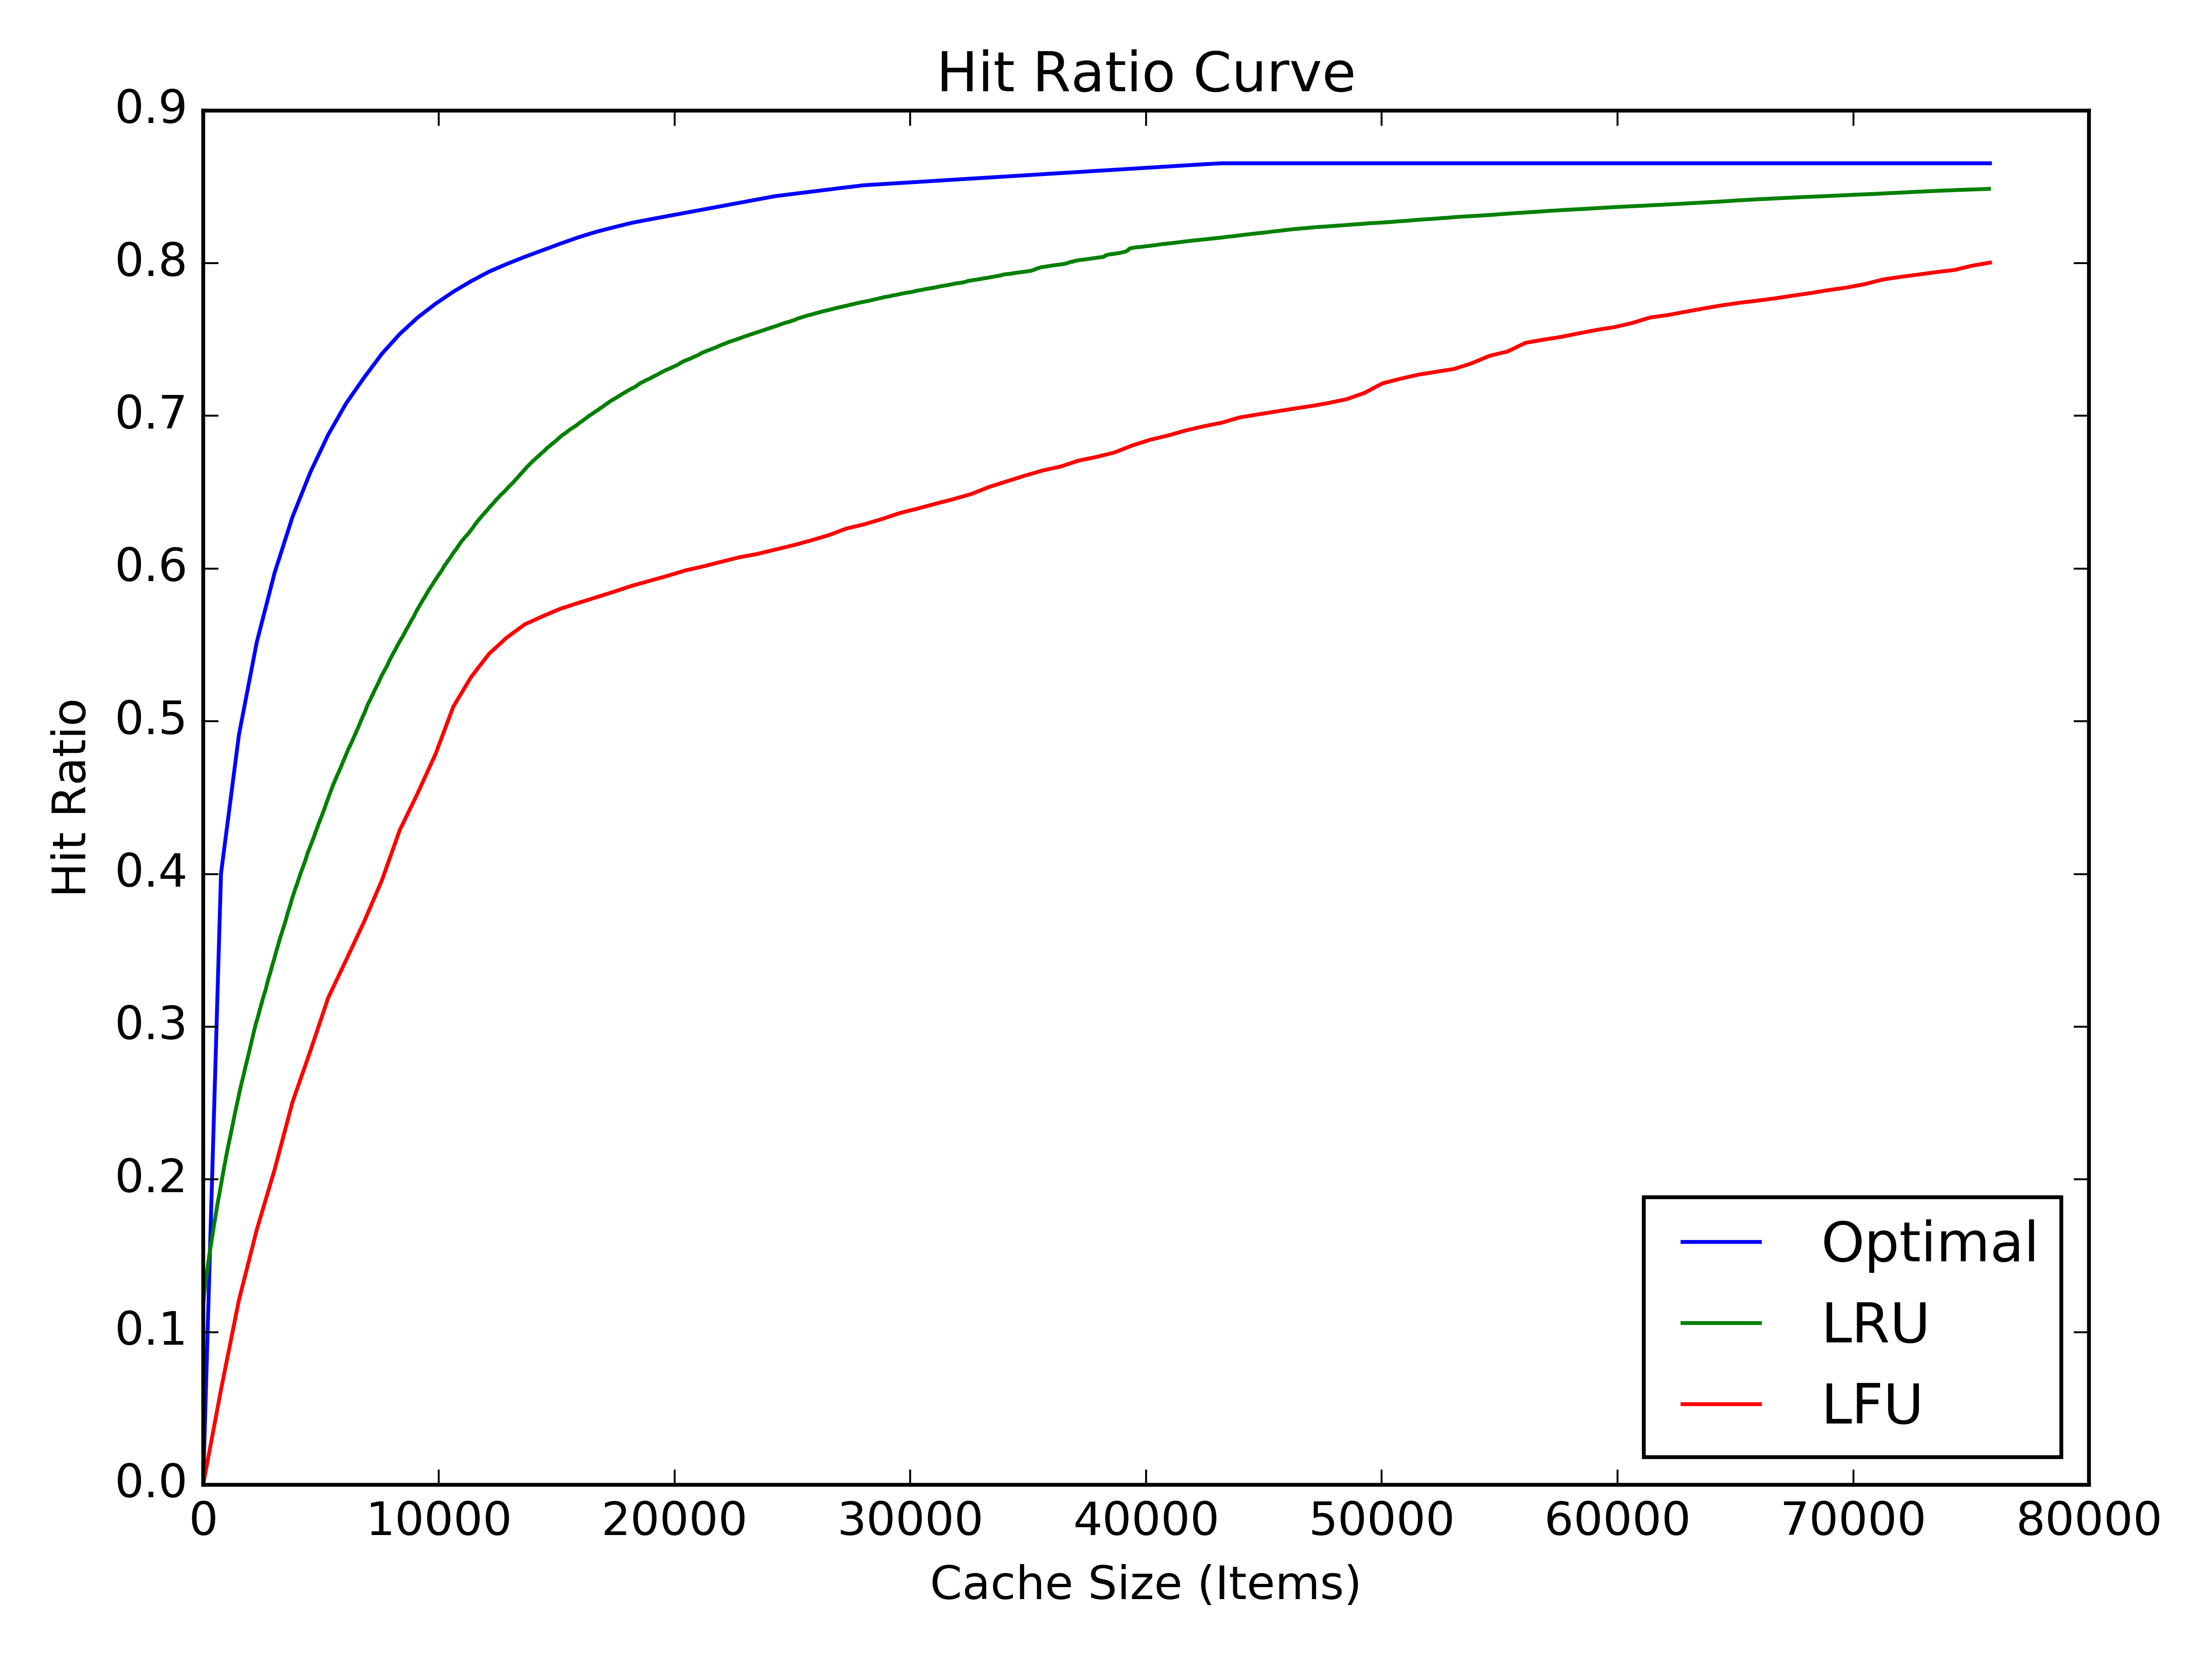 Hit Ratio Curve
0.9
0.8
0.7
0.6
0.5
0.4
0.3
0.2
0.1
0.0
Hit Ratio
0 10000 20000 30000 40000 50000 60000 70000 80000
Cache Size (Items)
Optimal
LRU
LFU